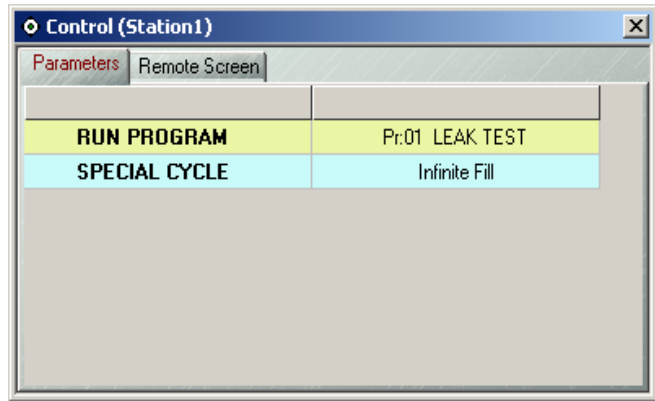 Control (Station1)
Parameters Remote Screen
RUN PROGRAM Pr:01 LEAK TEST
SPECIAL CYCLE Infinite Fill